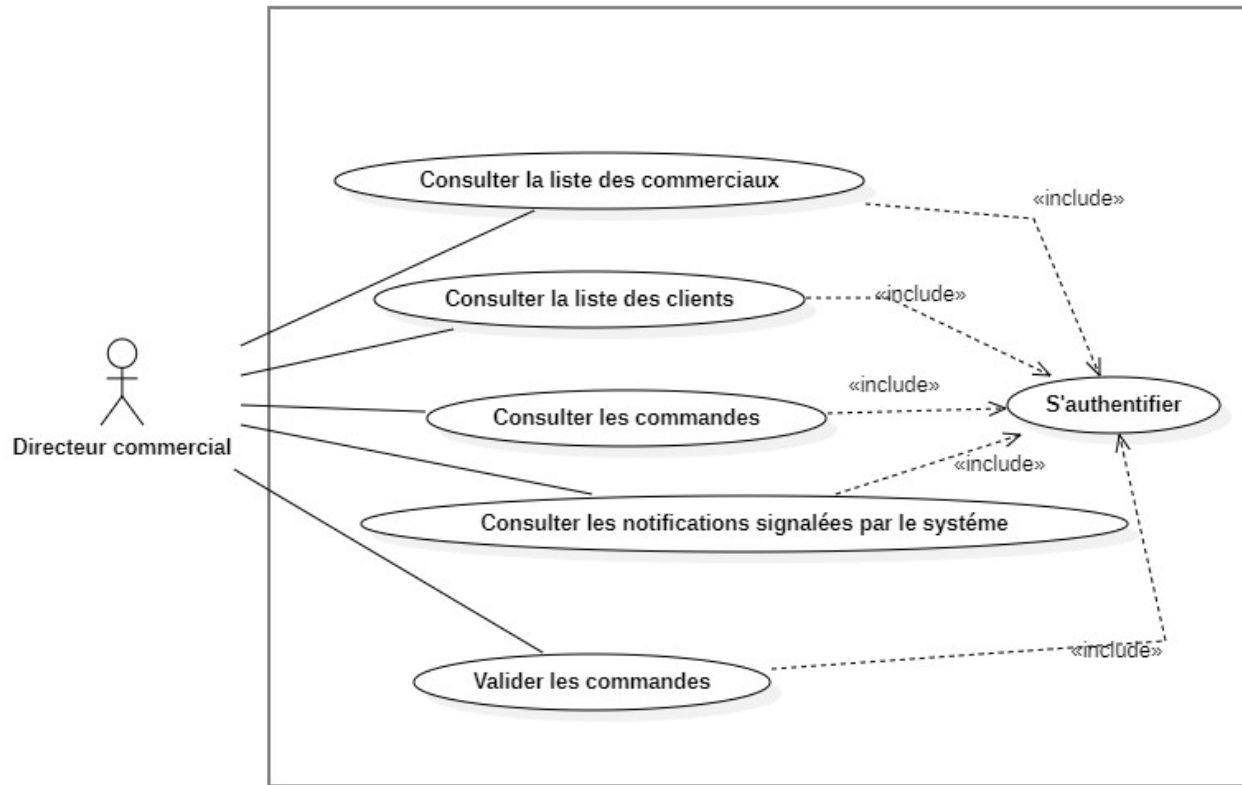 Consulter la liste des commerciaux
«include»
Consulter la liste des clients
«include»
Consulter les commandes
«include»
S'authentifier
Directeur commercial
«include»
Consulter les notifications signalées par le systéme
Valider les commandes
«include»